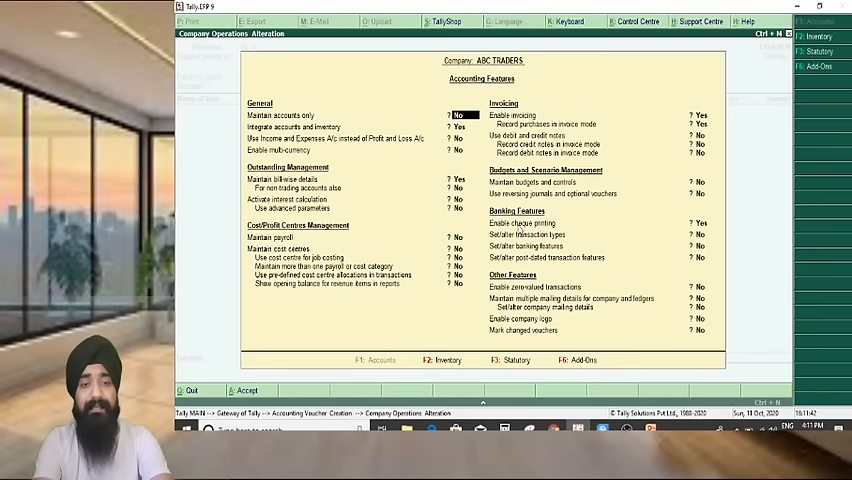 Tally.ERP 9
P: Print E: Export M: E-Mail O: Upload S: TallyShop G: Language K: Keyboard K: Control Centre H: Support Centre H: Help
F1: Accounts
Company Operations Alteration Ctrl + N
F2: Inventory
F3: Statutory
F6: Add-Ons
Company: ABC TRADERS
Accounting Features
General
Maintain accounts only ? No
Integrate accounts and inventory ? Yes
Use Income and Expenses A/c instead of Profit and Loss A/c ? No
Enable multi-currency ? No
Outstanding Management
Maintain bill-wise details ? Yes
For non-trading accounts also ? No
Activate interest calculation ? No
Use advanced parameters ? No
Cost/Profit Centres Management
Maintain payroll ? No
Maintain cost centres ? No
Use cost centre for job costing ? No
Maintain more than one payroll or cost category ? No
Use pre-defined cost centre allocations in transactions ? No
Show opening balance for revenue items in reports ? No
Invoicing
Enable invoicing ? Yes
Record purchases in invoice mode ? Yes
Use debit and credit notes ? No
Record credit notes in invoice mode ? No
Record debit notes in invoice mode ? No
Budgets and Scenario Management
Maintain budgets and controls ? No
Use reversing journals and optional vouchers ? No
Banking Features
Enable cheque printing ? Yes
Set/alter transaction types ? No
Set/alter banking features ? No
Set/alter post-dated transaction features ? No
Other Features
Enable zero-valued transactions ? No
Maintain multiple mailing details for company and ledgers ? No
Set/alter company mailing details ? No
Enable company logo ? No
Mark changed vouchers ? No
F1: Accounts F2: Inventory F3: Statutory F6: Add-Ons
Q: Quit A: Accept
Ctrl + N
Tally MAIN --> Gateway of Tally --> Accounting Voucher Creation --> Company Operations Alteration © Tally Solutions Pvt Ltd., 1988-2020 Sun, 11 Oct, 2020 16:11:42
ENG 4:11 PM